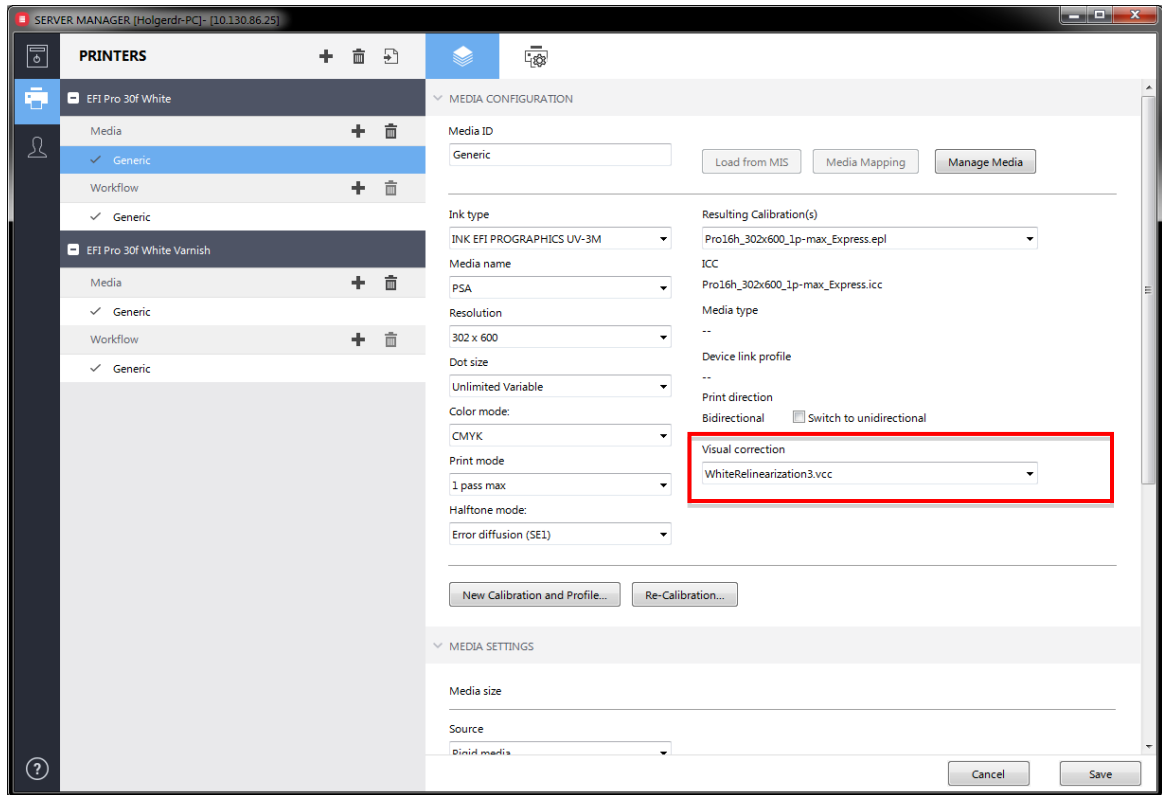 SERVER MANAGER [Holgerdr-PC]- [10.130.86.25]
PRINTERS
EFI Pro 30f White
Media
Generic
Workflow
Generic
EFI Pro 30f White Varnish
Media
Generic
Workflow
Generic
MEDIA CONFIGURATION
Media ID
Generic
Load from MIS
Media Mapping
Manage Media
Ink type
INK EFI PROGRAPHICS UV-3M
Media name
PSA
Resolution
302 x 600
Dot size
Unlimited Variable
Color mode:
CMYK
Print mode
1 pass max
Halftone mode:
Error diffusion (SE1)
Resulting Calibration(s)
Pro16h_302x600_1p-max_Express.epl
ICC
Pro16h_302x600_1p-max_Express.icc
Media type
--
Device link profile
--
Print direction
Bidirectional
Switch to unidirectional
Visual correction
WhiteRelinearization3.vcc
New Calibration and Profile...
Re-Calibration...
MEDIA SETTINGS
Media size
Source
Rigid media
?
Cancel
Save